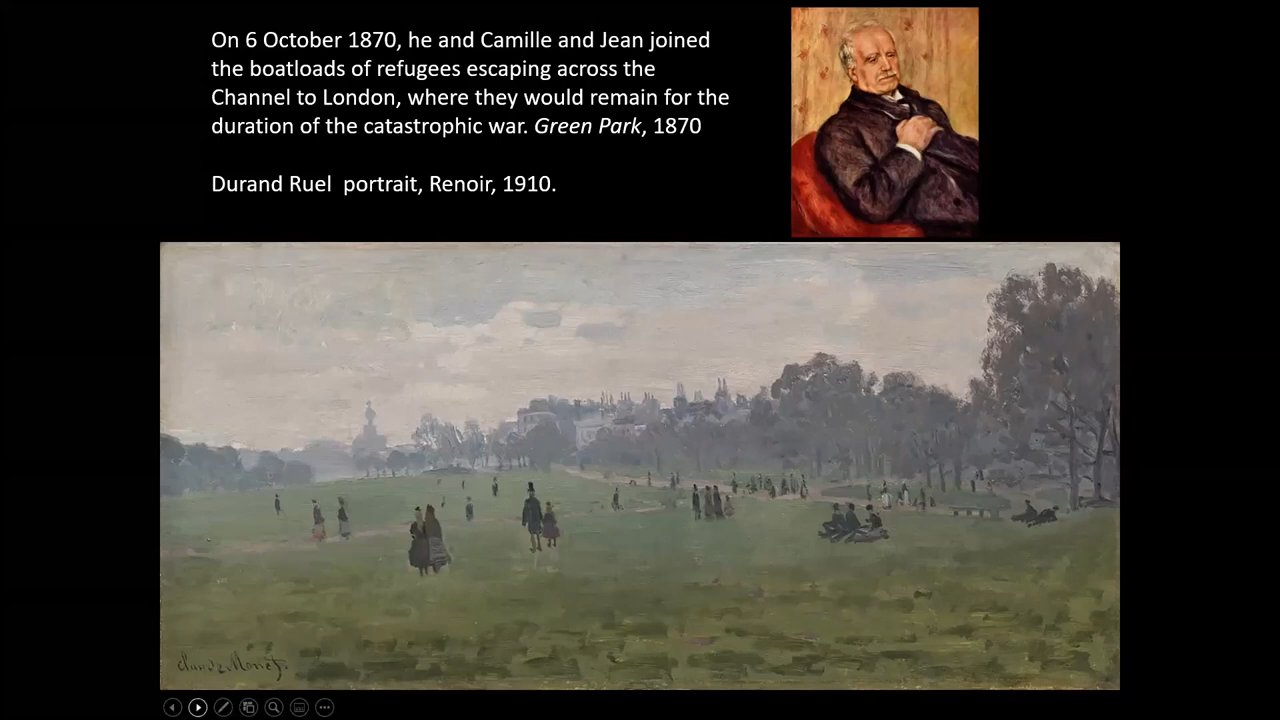 On 6 October 1870, he and Camille and Jean joined
the boatloads of refugees escaping across the
Channel to London, where they would remain for the
duration of the catastrophic war. Green Park, 1870
Durand Ruel  portrait, Renoir, 1910.
Claude Monet.